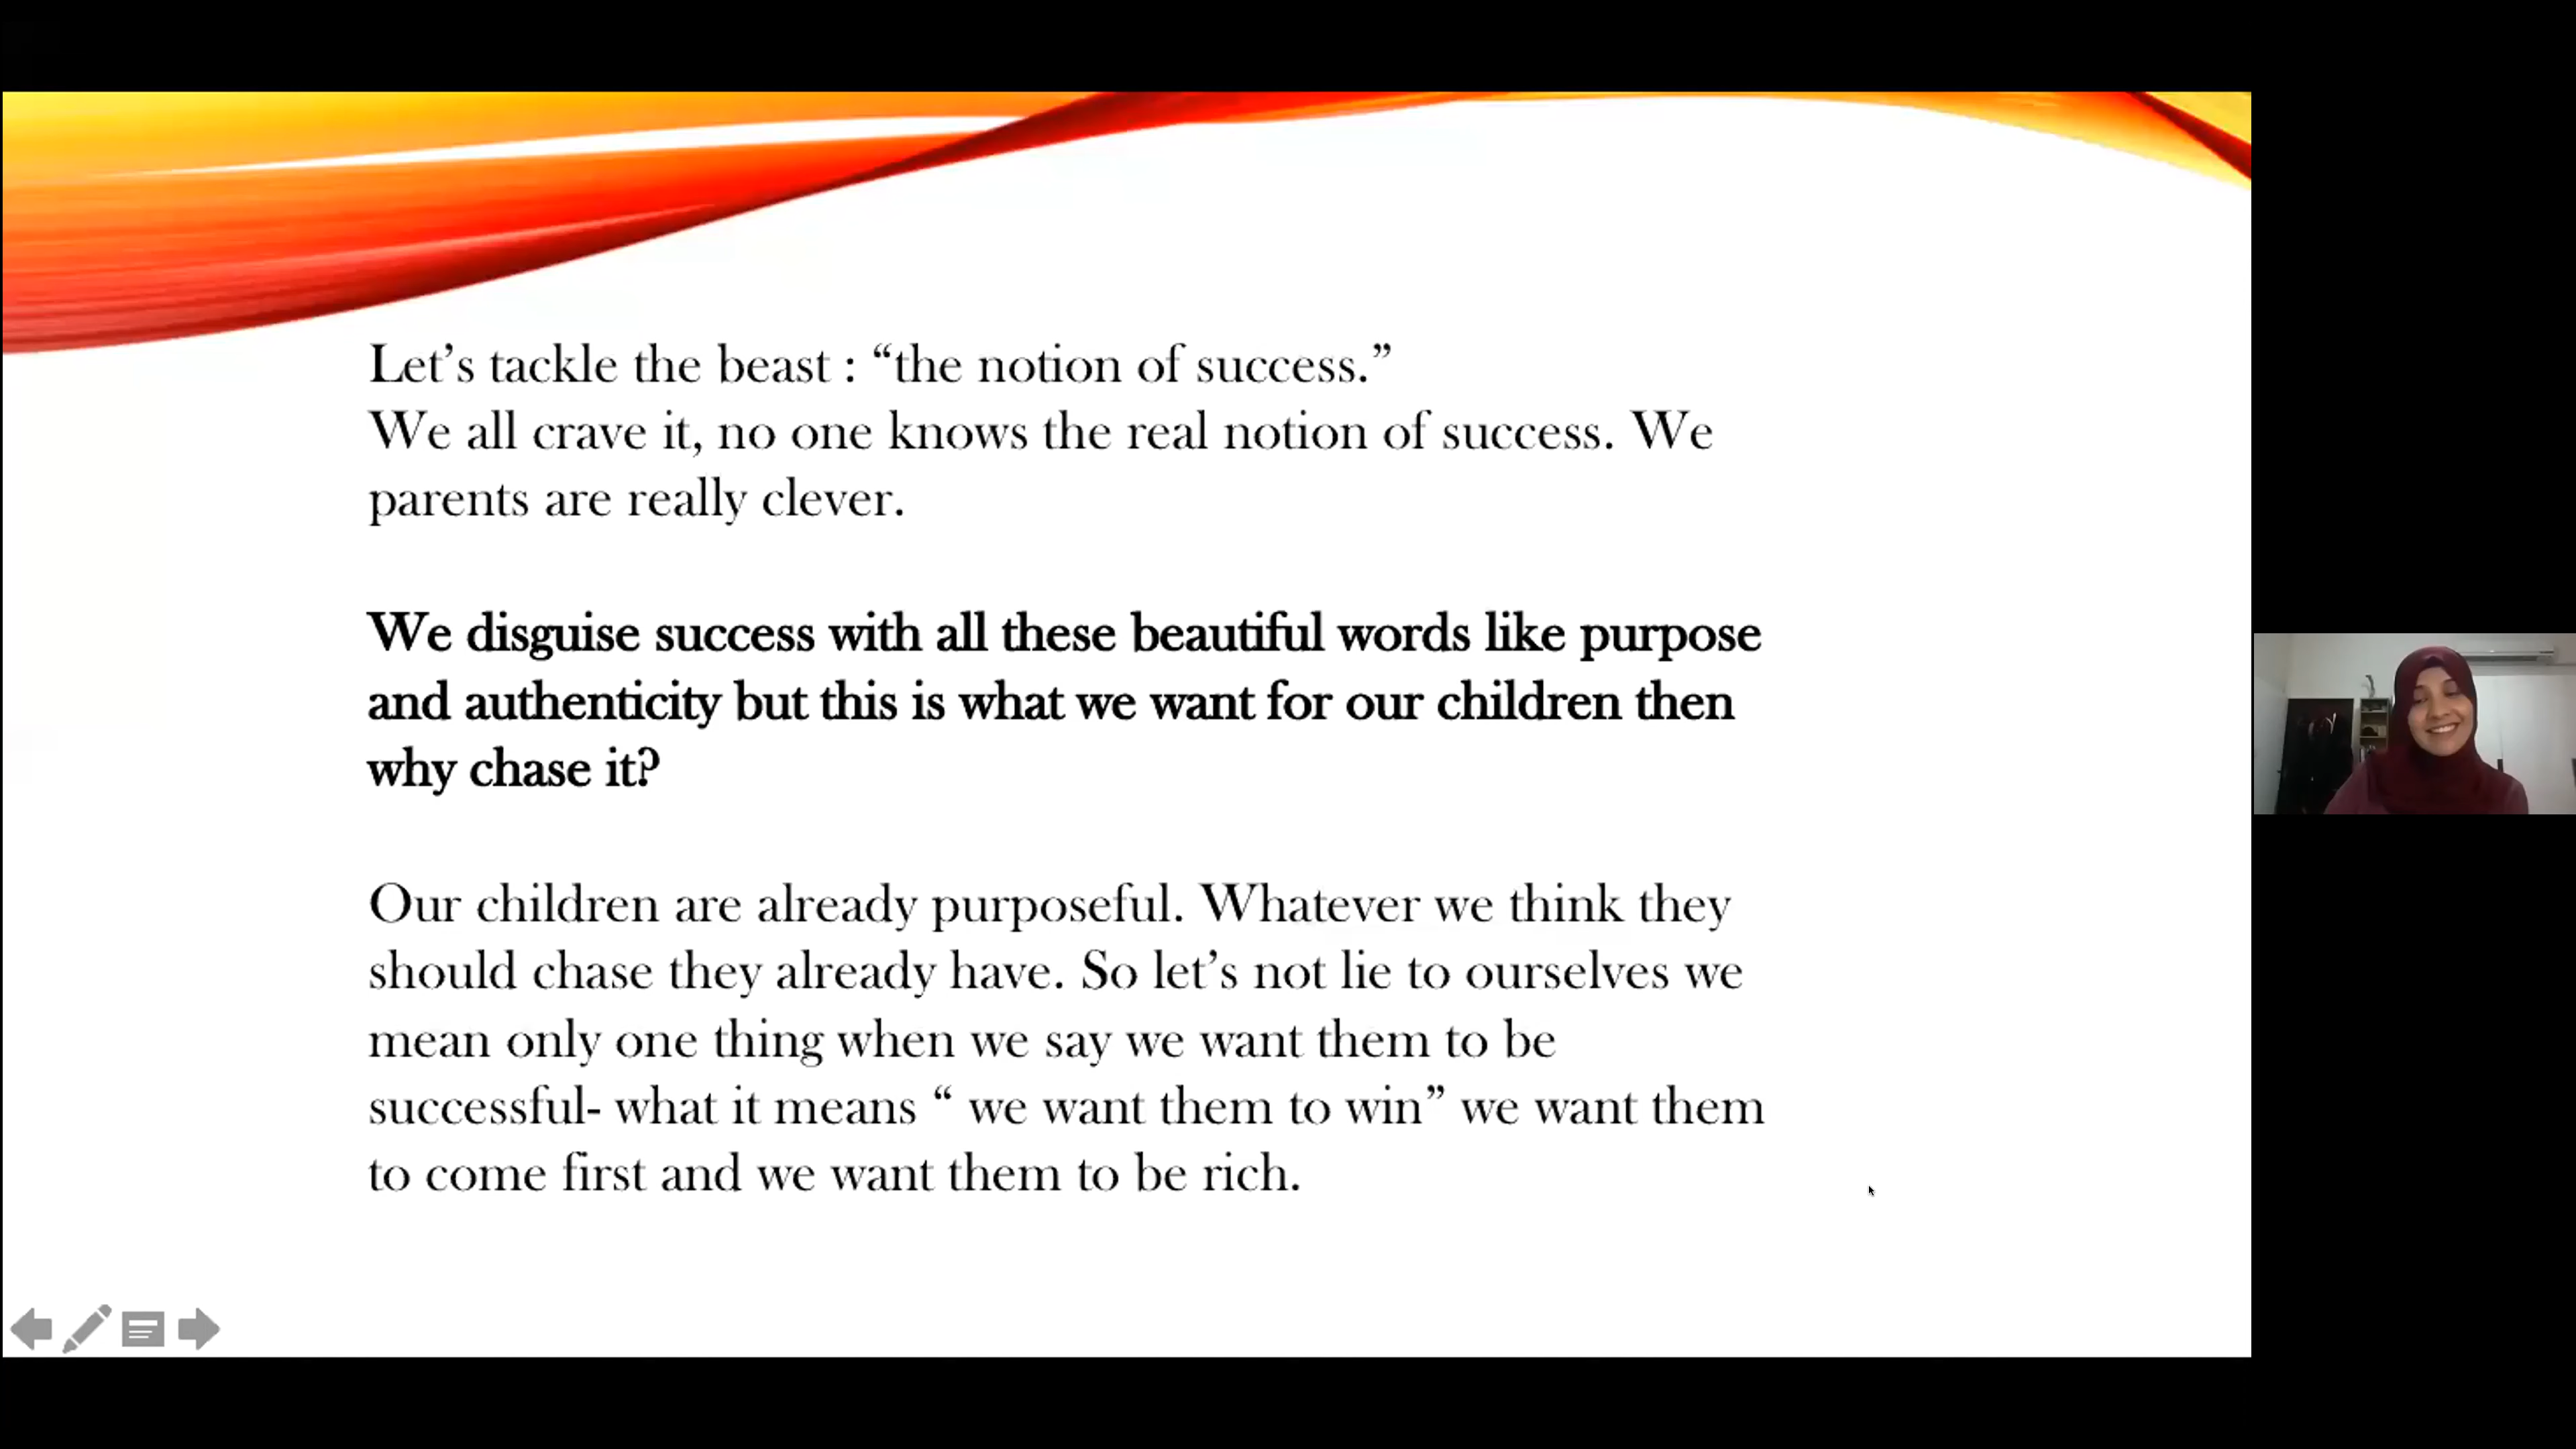 Let’s tackle the beast : “the notion of success.”
We all crave it, no one knows the real notion of success. We
parents are really clever.
We disguise success with all these beautiful words like purpose
and authenticity but this is what we want for our children then
why chase it?
Our children are already purposeful. Whatever we think they
should chase they already have. So let’s not lie to ourselves we
mean only one thing when we say we want them to be
successful- what it means “ we want them to win” we want them
to come first and we want them to be rich.